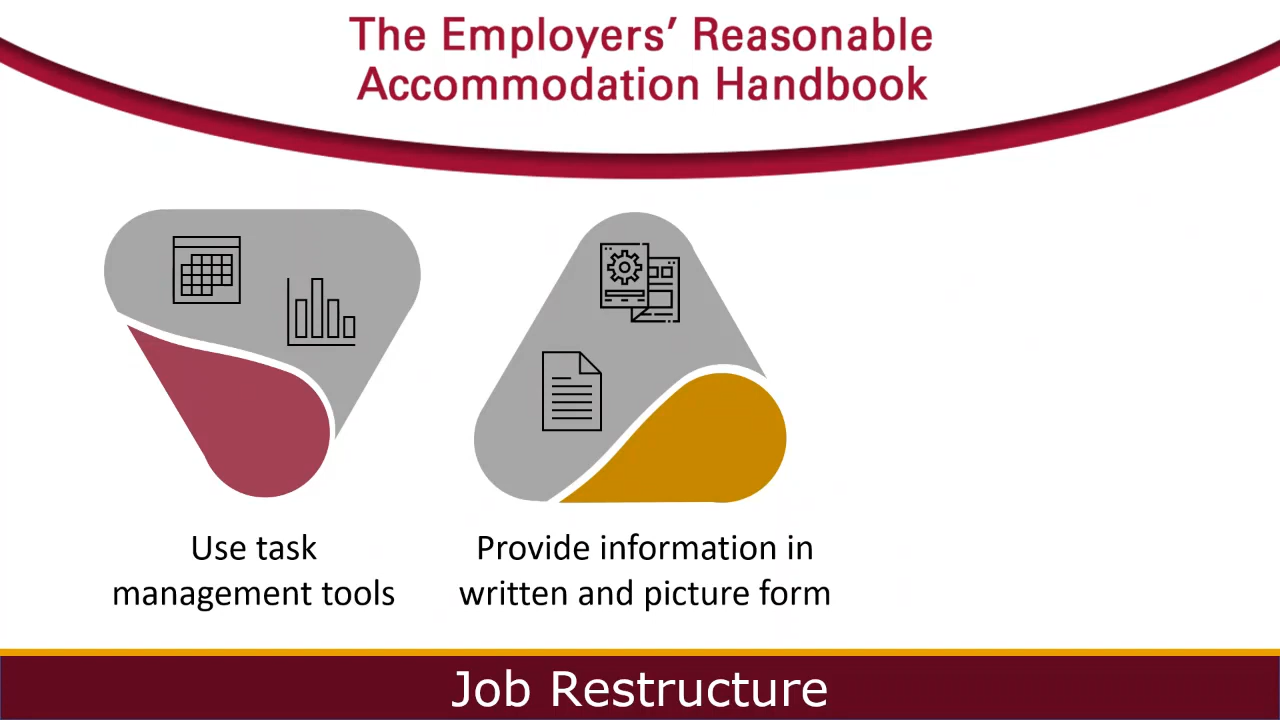 The Employers’ Reasonable
Accommodation Handbook
Use task
management tools
Provide information in
written and picture form
Job Restructure